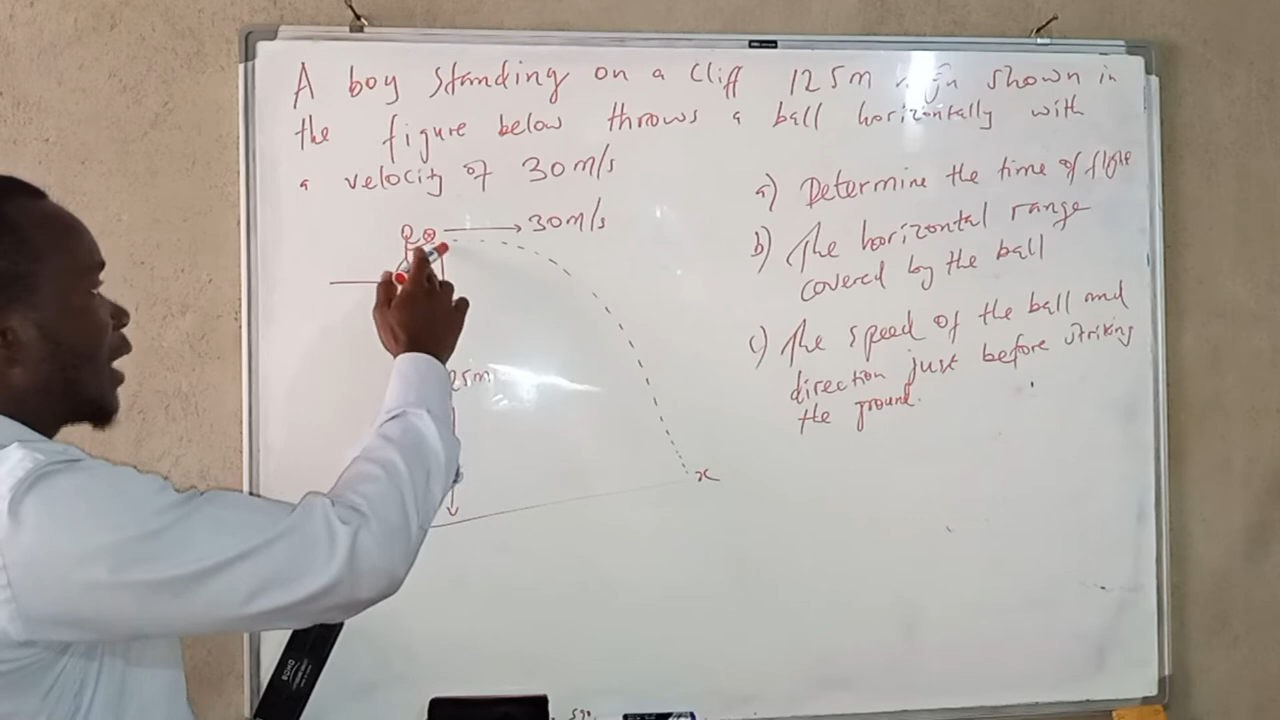 A boy standing on a cliff 125m shown in
the figure below throws a ball horizontally with
a velocity of 30m/s
30m/s
25m
x
a) Determine the time of
b) The horizontal range
covered by the ball
c) The speed of the ball and
direction just before striking
the ground.